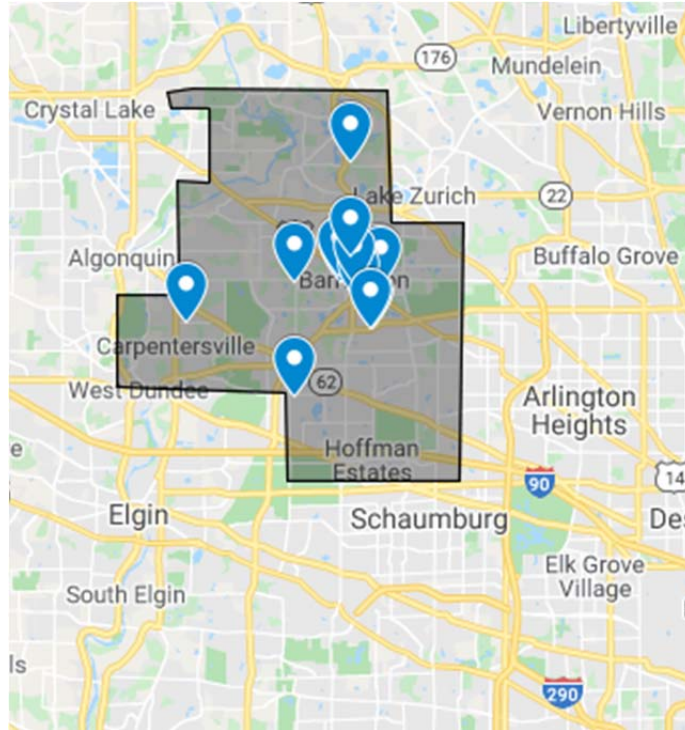 Libertyville
176
Mundelein
Crystal Lake
Vernon Hills
Lake Zurich
22
Algonquin
Buffalo Grove
Carpentersville
West Dundee
62
Arlington
Heights
Hoffman
Estates
14
90
Elgin
Schaumburg
Elk Grove
Village
South Elgin
290